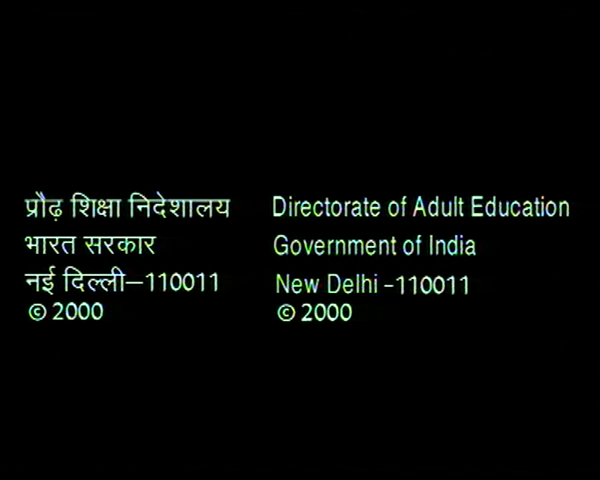 प्रौढ़ शिक्षा निदेशालय
भारत सरकार
नई दिल्ली–110011
© 2000
Directorate of Adult Education
Government of India
New Delhi -110011
© 2000